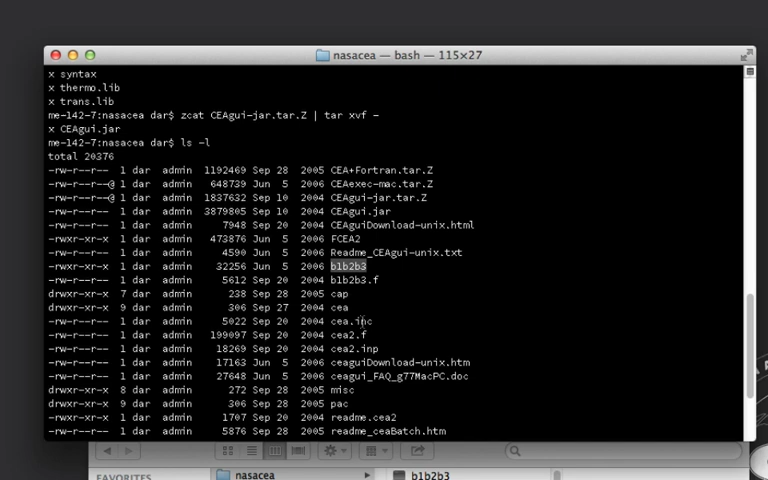 nasacea — bash — 115×27
x syntax
x thermo.lib
x trans.lib
me-142-7:nasacea dar$ zcat CEAgui-jar.tar.Z | tar xvf -
x CEAgui.jar
me-142-7:nasacea dar$ ls -l
total 20376
-rw-r--r-- 1 dar admin 1192469 Sep 28 2005 CEA+Fortran.tar.Z
-rw-r--r--@ 1 dar admin 648739 Jun 5 2006 CEAexec-mac.tar.Z
-rw-r--r--@ 1 dar admin 1837632 Sep 10 2004 CEAgui-jar.tar.Z
-rw-r--r-- 1 dar admin 3879805 Sep 10 2004 CEAgui.jar
-rw-r--r-- 1 dar admin 7948 Sep 20 2004 CEAguiDownload-unix.html
-rwxr-xr-x 1 dar admin 473876 Jun 5 2006 FCEA2
-rw-r--r-- 1 dar admin 4590 Jun 5 2006 Readme_CEAgui-unix.txt
-rwxr-xr-x 1 dar admin 32256 Jun 5 2006 b1b2b3
-rw-r--r-- 1 dar admin 5612 Sep 20 2004 b1b2b3.f
drwxr-xr-x 7 dar admin 238 Sep 28 2005 cap
drwxr-xr-x 9 dar admin 306 Sep 27 2004 cea
-rw-r--r-- 1 dar admin 5022 Sep 20 2004 cea.inc
-rw-r--r-- 1 dar admin 199097 Sep 20 2004 cea2.f
-rw-r--r-- 1 dar admin 18269 Sep 20 2004 cea2.inp
-rw-r--r-- 1 dar admin 17163 Jun 5 2006 ceaguiDownload-unix.htm
-rw-r--r-- 1 dar admin 27648 Jun 5 2006 ceagui_FAQ_g77MacPC.doc
drwxr-xr-x 8 dar admin 272 Sep 28 2005 misc
drwxr-xr-x 9 dar admin 306 Sep 28 2005 pac
-rw-r--r-- 1 dar admin 1707 Sep 20 2004 readme.cea2
-rw-r--r-- 1 dar admin 5876 Sep 28 2005 readme_ceaBatch.htm
FAVORITES
nasacea
b1b2b3